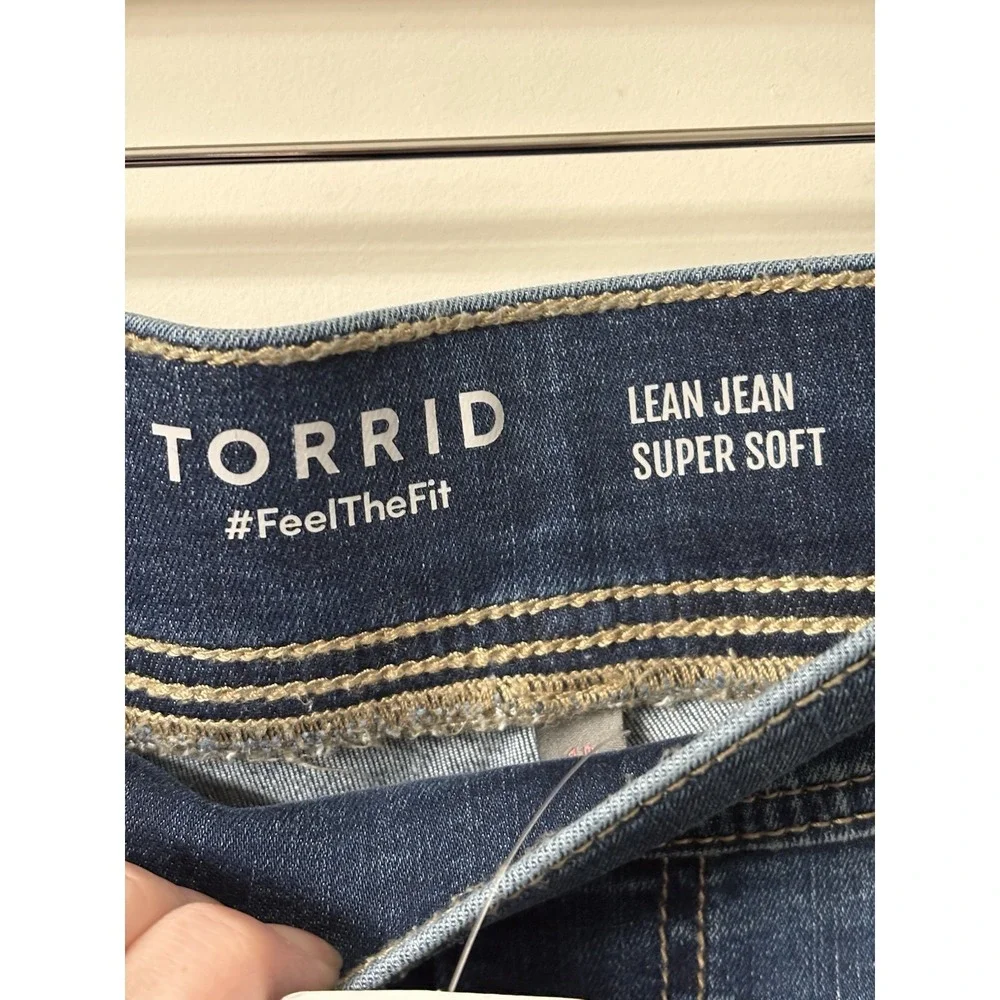 TORRID
#FeelTheFit
LEAN JEAN
SUPER SOFT